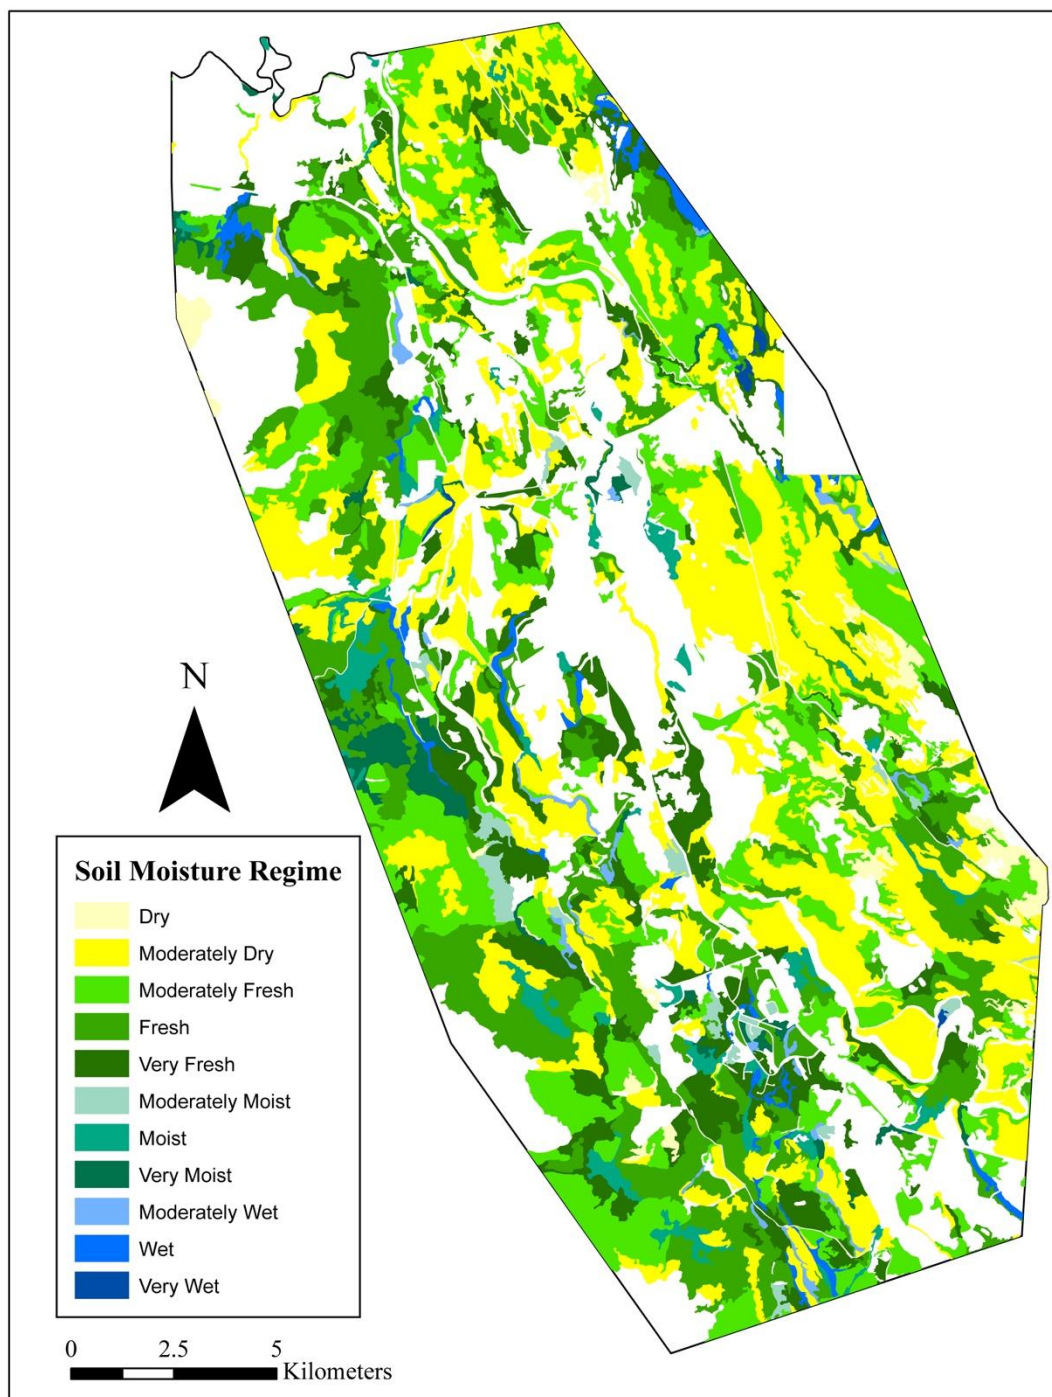 N
Soil Moisture Regime
Dry
Moderately Dry
Moderately Fresh
Fresh
Very Fresh
Moderately Moist
Moist
Very Moist
Moderately Wet
Wet
Very Wet
0 2.5 5
Kilometers